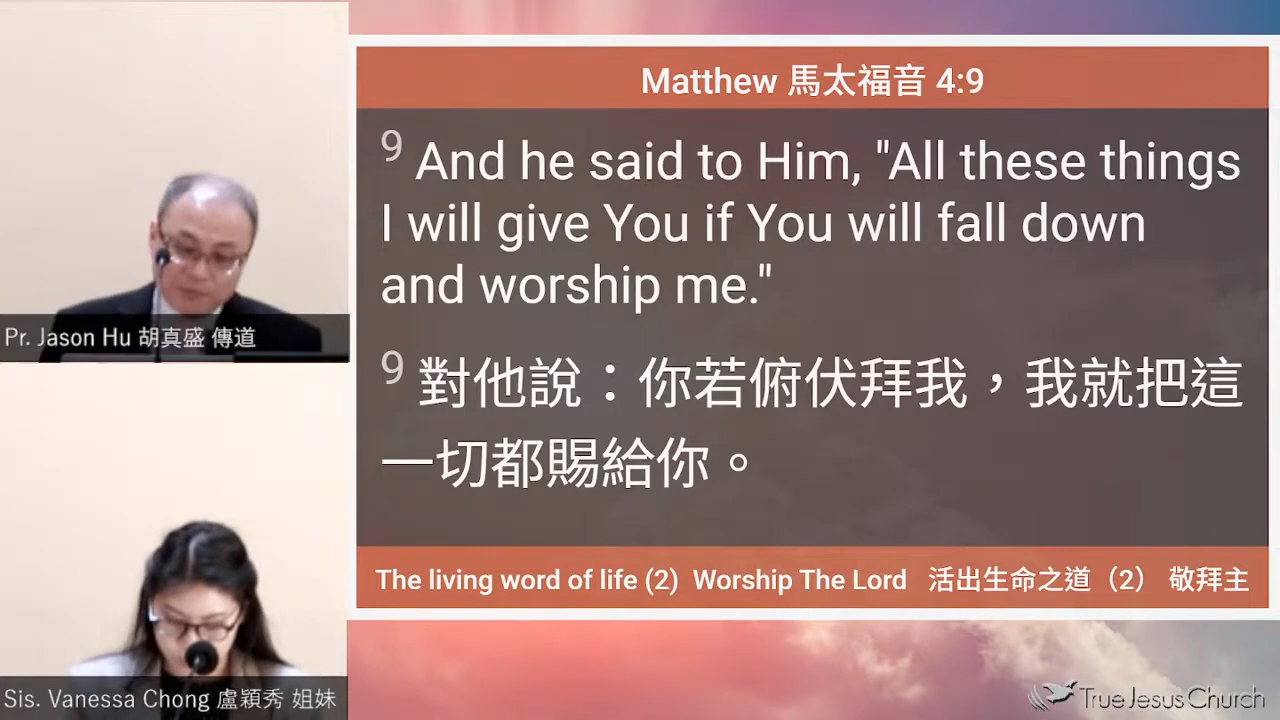 Matthew 馬太福音 4:9
9 And he said to Him, "All these things
I will give You if You will fall down
and worship me."
9 對他說：你若俯伏拜我，我就把這
一切都賜給你。
The living word of life (2) Worship The Lord 活出生命之道（2） 敬拜主
Pr. Jason Hu 胡真盛 傳道
Sis. Vanessa Chong 盧穎秀 姐妹
True Jesus Church